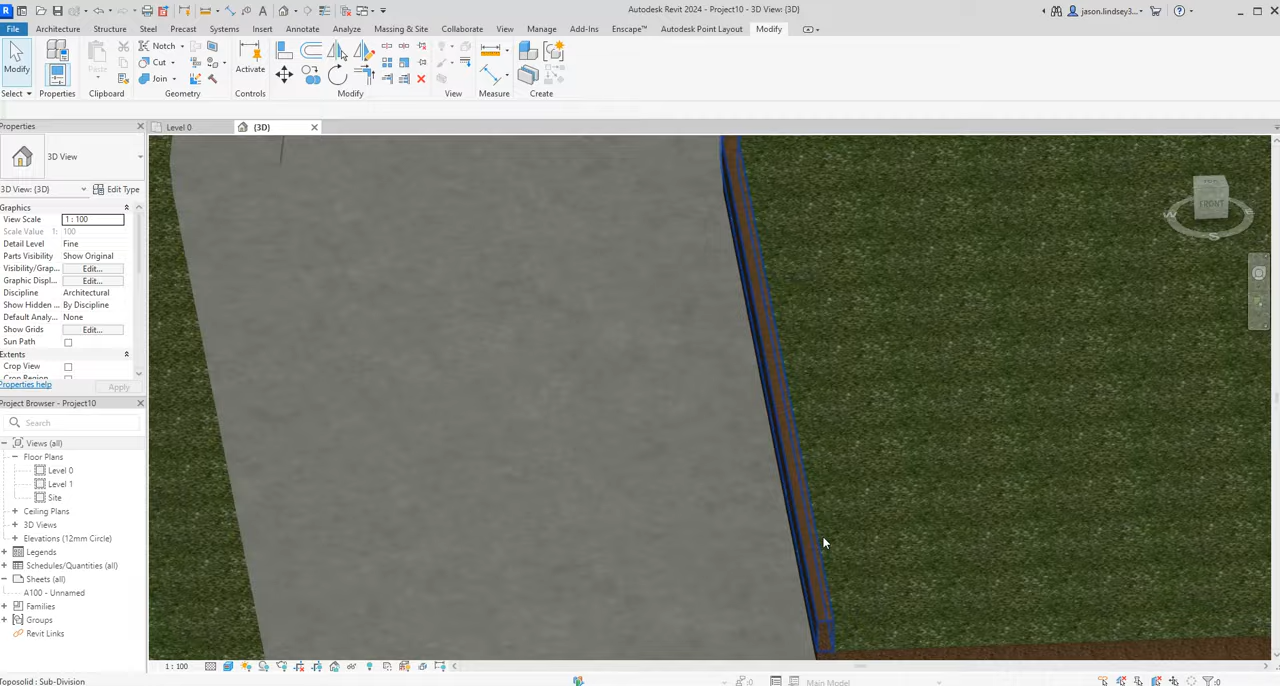 Autodesk Revit 2024 - Project10 - 3D View: {3D}
jason.lindsey3...
File Architecture Structure Steel Precast Systems Insert Annotate Analyze Massing & Site Collaborate View Manage Add-Ins Enscape™ Autodesk Point Layout Modify
Modify
Paste
Notch
Cut
Join
Activate
Select Properties Clipboard Geometry Controls Modify View Measure Create
Properties
Level 0
{3D}
3D View
3D View: {3D}
Edit Type
Graphics
View Scale 1 : 100
Scale Value 1: 100
Detail Level Fine
Parts Visibility Show Original
Visibility/Grap... Edit...
Graphic Displ... Edit...
Discipline Architectural
Show Hidden ... By Discipline
Default Analy... None
Show Grids Edit...
Sun Path
Extents
Crop View
Properties help
Apply
Project Browser - Project10
Search
Views (all)
Floor Plans
Level 0
Level 1
Site
Ceiling Plans
3D Views
Elevations (12mm Circle)
Legends
Schedules/Quantities (all)
Sheets (all)
A100 - Unnamed
Families
Groups
Revit Links
FRONT
W
E
S
1 : 100
Toposolid : Sub-Division
:0
Main Model
:0